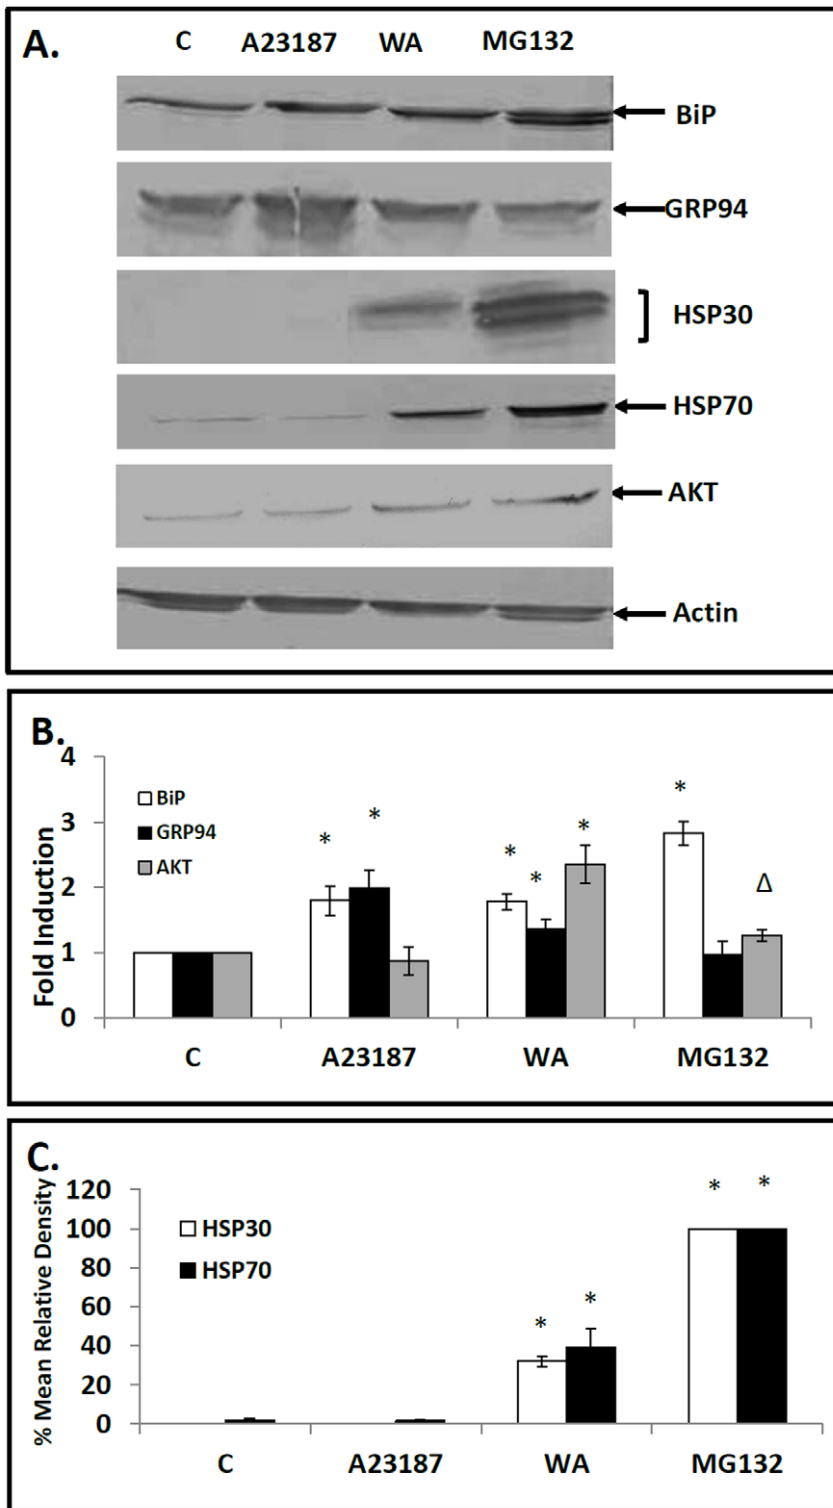 A.
C A23187 WA MG132
BiP
GRP94
HSP30
HSP70
AKT
Actin
B.
Fold Induction
4
3
2
1
0
BiP
GRP94
AKT
* *
* * *
* Δ
C A23187 WA MG132
C.
% Mean Relative Density
120
100
80
60
40
20
0
HSP30
HSP70
* *
* *
C A23187 WA MG132